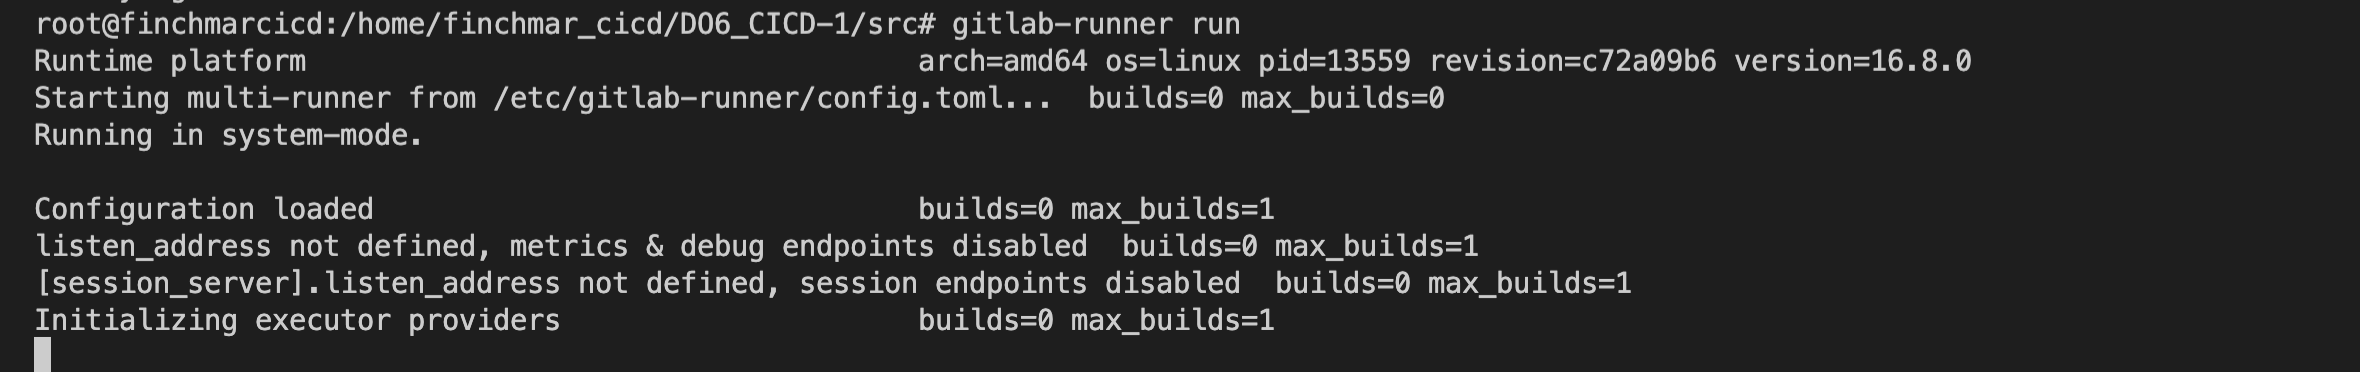 root@finchmarcicd:/home/finchmar_cicd/DO6_CICD-1/src# gitlab-runner run
Runtime platform                                    arch=amd64 os=linux pid=13559 revision=c72a09b6 version=16.8.0
Starting multi-runner from /etc/gitlab-runner/config.toml...  builds=0 max_builds=0
Running in system-mode.

Configuration loaded                                builds=0 max_builds=1
listen_address not defined, metrics & debug endpoints disabled  builds=0 max_builds=1
[session_server].listen_address not defined, session endpoints disabled  builds=0 max_builds=1
Initializing executor providers                     builds=0 max_builds=1